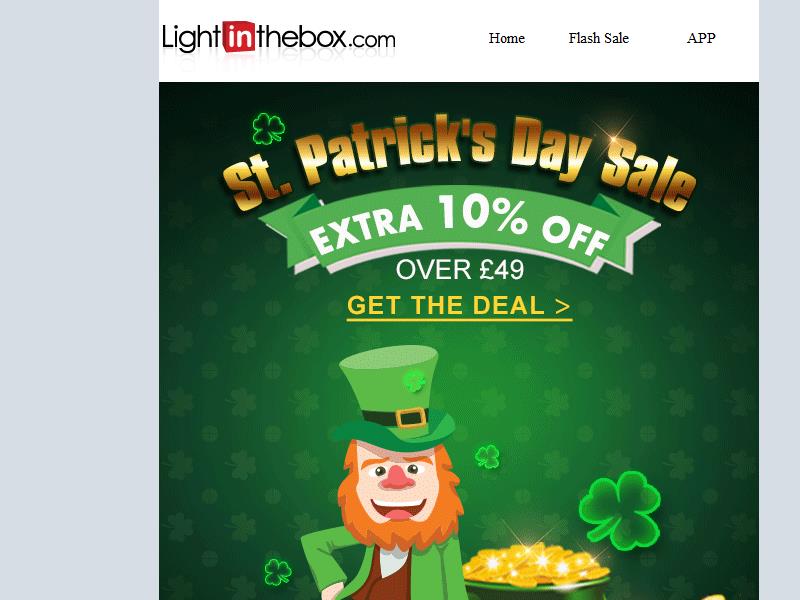 Lightinthebox.com
Home Flash Sale APP
St. Patrick's Day Sale
EXTRA 10% OFF
OVER £49
GET THE DEAL >